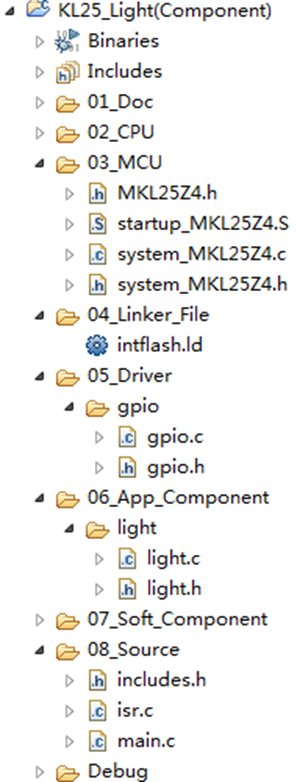 KL25_Light(Component)
Binaries
Includes
01_Doc
02_CPU
03_MCU
MKL25Z4.h
startup_MKL25Z4.S
system_MKL25Z4.c
system_MKL25Z4.h
04_Linker_File
intflash.ld
05_Driver
gpio
gpio.c
gpio.h
06_App_Component
light
light.c
light.h
07_Soft_Component
08_Source
includes.h
isr.c
main.c
Debug